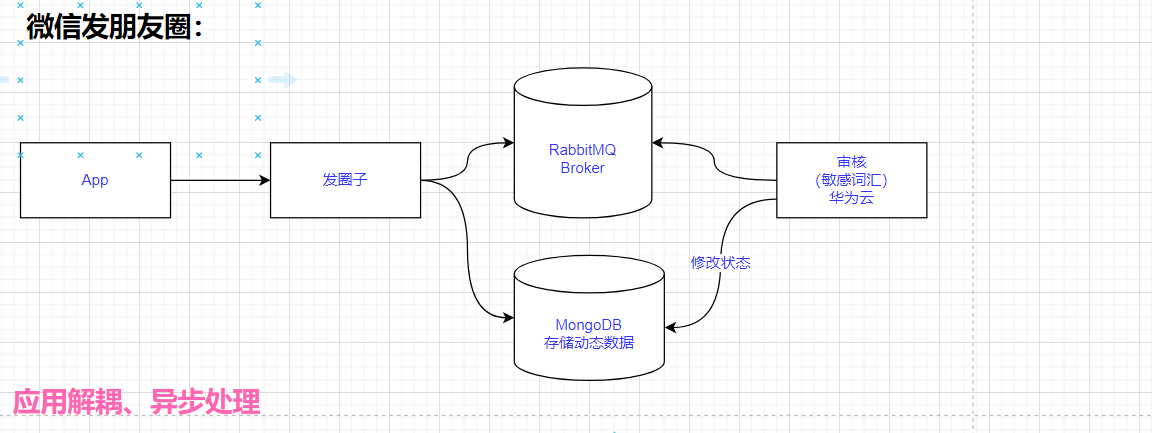 微信发朋友圈：
App
发圈子
RabbitMQ
Broker
审核
（敏感词汇）
华为云
修改状态
MongoDB
存储动态数据
应用解耦、异步处理